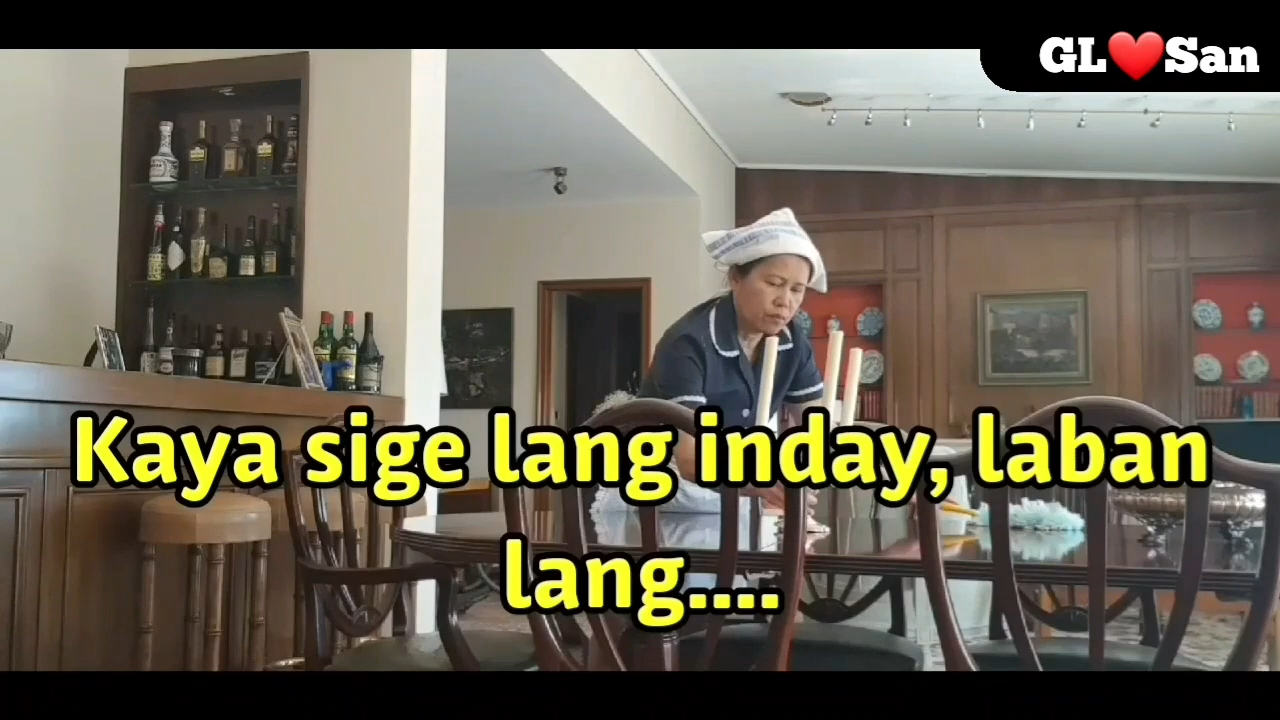 GL❤️San
Kaya sige lang inday, laban
lang....